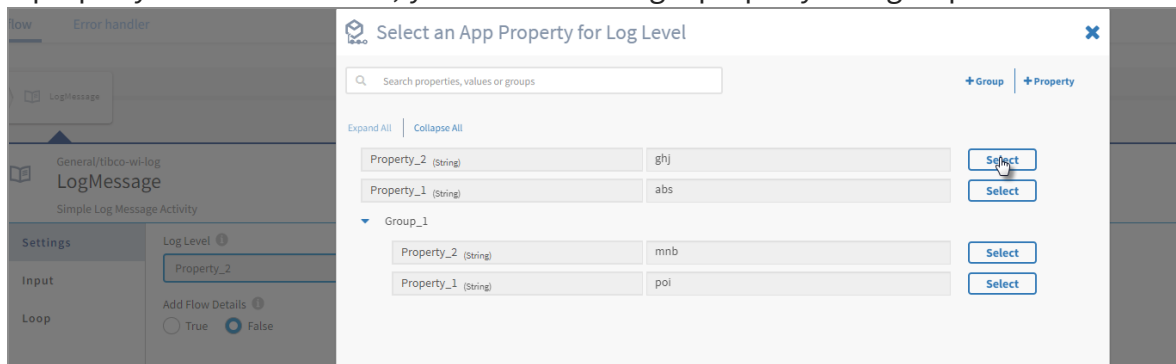 flow Error handler
Select an App Property for Log Level
Search properties, values or groups
+Group +Property
LogMessage
Expand All Collapse All
Property_2 (String) ghj Select
General/tibco-wi-log
Property_1 (String) abs Select
LogMessage
Simple Log Message Activity
Group_1
Settings Log Level
Property_2 (String) mnb Select
Property_2
Input
Property_1 (String) poi Select
Add Flow Details
Loop True False